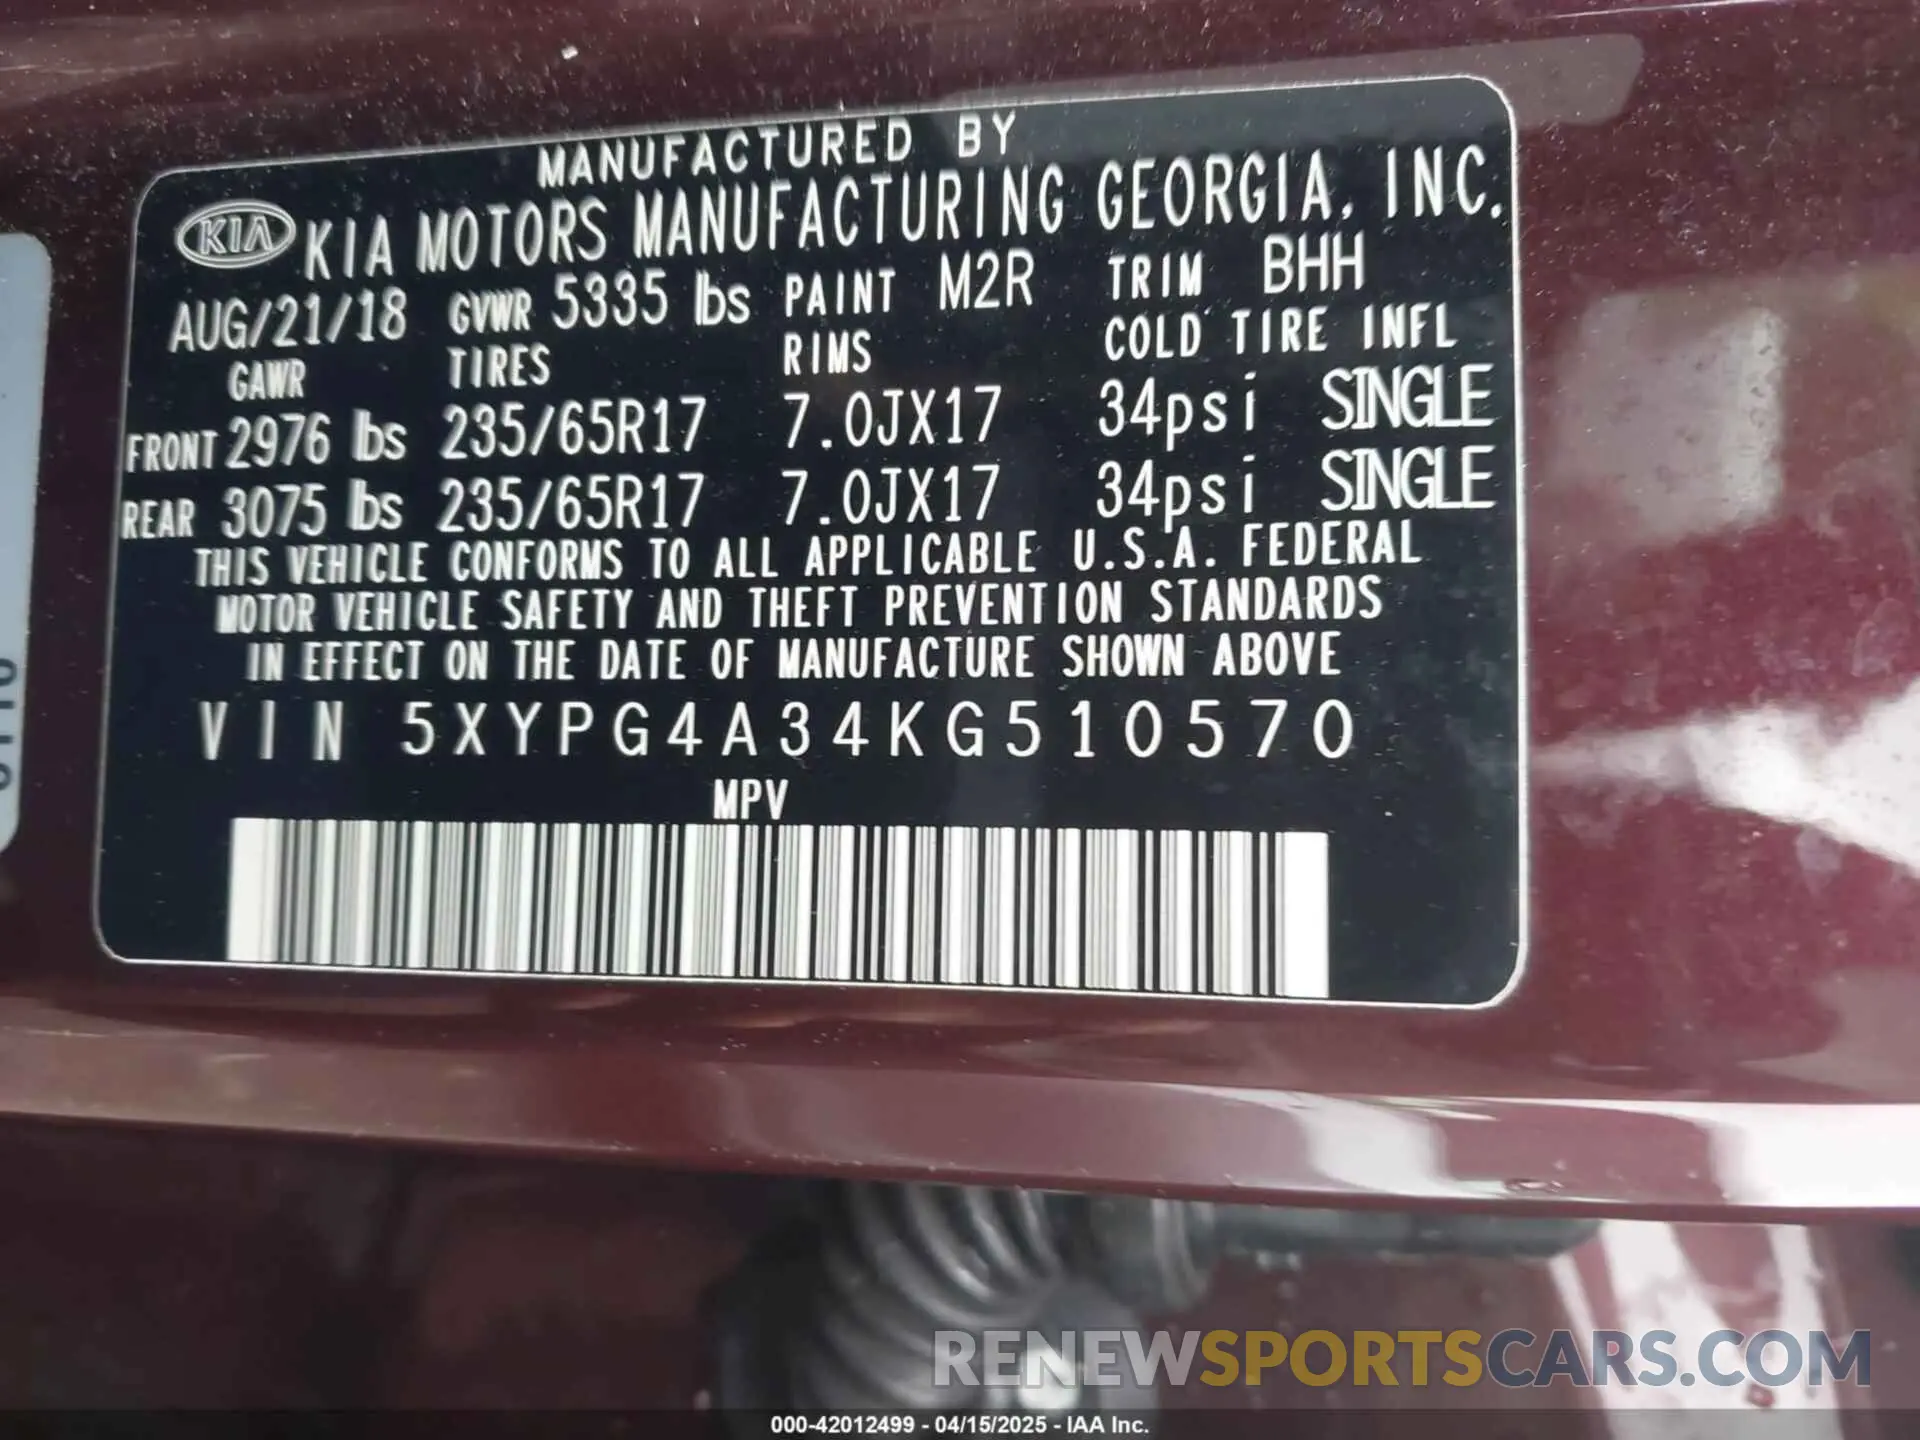 MANUFACTURED BY
KIA KIA MOTORS MANUFACTURING GEORGIA, INC.
AUG/21/18 GVWR 5335 lbs PAINT M2R TRIM BHH
GAWR TIRES RIMS COLD TIRE INFL
FRONT 2976 lbs 235/65R17 7.0JX17 34psi SINGLE
REAR 3075 lbs 235/65R17 7.0JX17 34psi SINGLE
THIS VEHICLE CONFORMS TO ALL APPLICABLE U.S.A. FEDERAL
MOTOR VEHICLE SAFETY AND THEFT PREVENTION STANDARDS
IN EFFECT ON THE DATE OF MANUFACTURE SHOWN ABOVE
VIN 5XYPG4A34KG510570
MPV
RENEWSPORTSCARS.COM
000-42012499 - 04/15/2025 - IAA Inc.